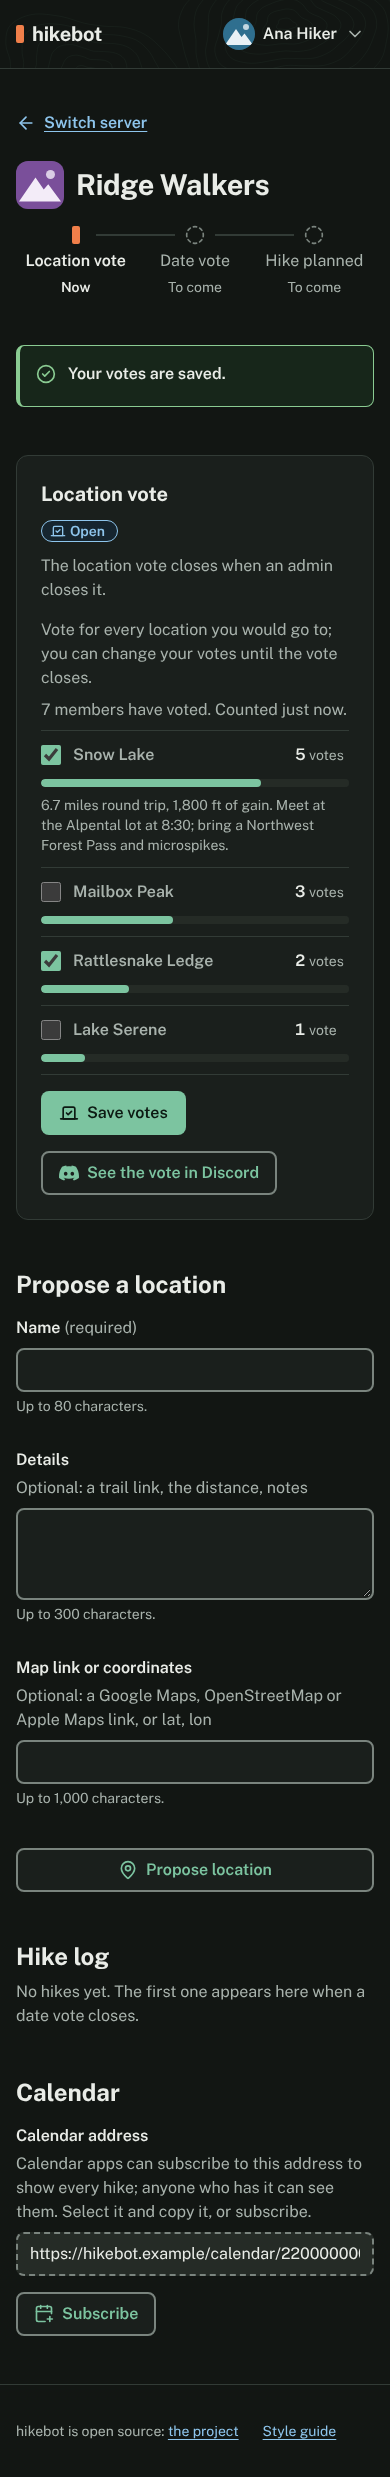 hikebot
Ana Hiker
Switch server
Ridge Walkers
Location vote
Date vote
Hike planned
Now
To come
To come
Your votes are saved.
Location vote
Open
The location vote closes when an admin
closes it.
Vote for every location you would go to;
you can change your votes until the vote
closes.
7 members have voted. Counted just now.
Snow Lake 5 votes
6.7 miles round trip, 1,800 ft of gain. Meet at
the Alpental lot at 8:30; bring a Northwest
Forest Pass and microspikes.
Mailbox Peak 3 votes
Rattlesnake Ledge 2 votes
Lake Serene 1 vote
Save votes
See the vote in Discord
Propose a location
Name (required)
Up to 80 characters.
Details
Optional: a trail link, the distance, notes
Up to 300 characters.
Map link or coordinates
Optional: a Google Maps, OpenStreetMap or
Apple Maps link, or lat, lon
Up to 1,000 characters.
Propose location
Hike log
No hikes yet. The first one appears here when a
date vote closes.
Calendar
Calendar address
Calendar apps can subscribe to this address to
show every hike; anyone who has it can see
them. Select it and copy it, or subscribe.
https://hikebot.example/calendar/220000000
Subscribe
hikebot is open source: the project Style guide